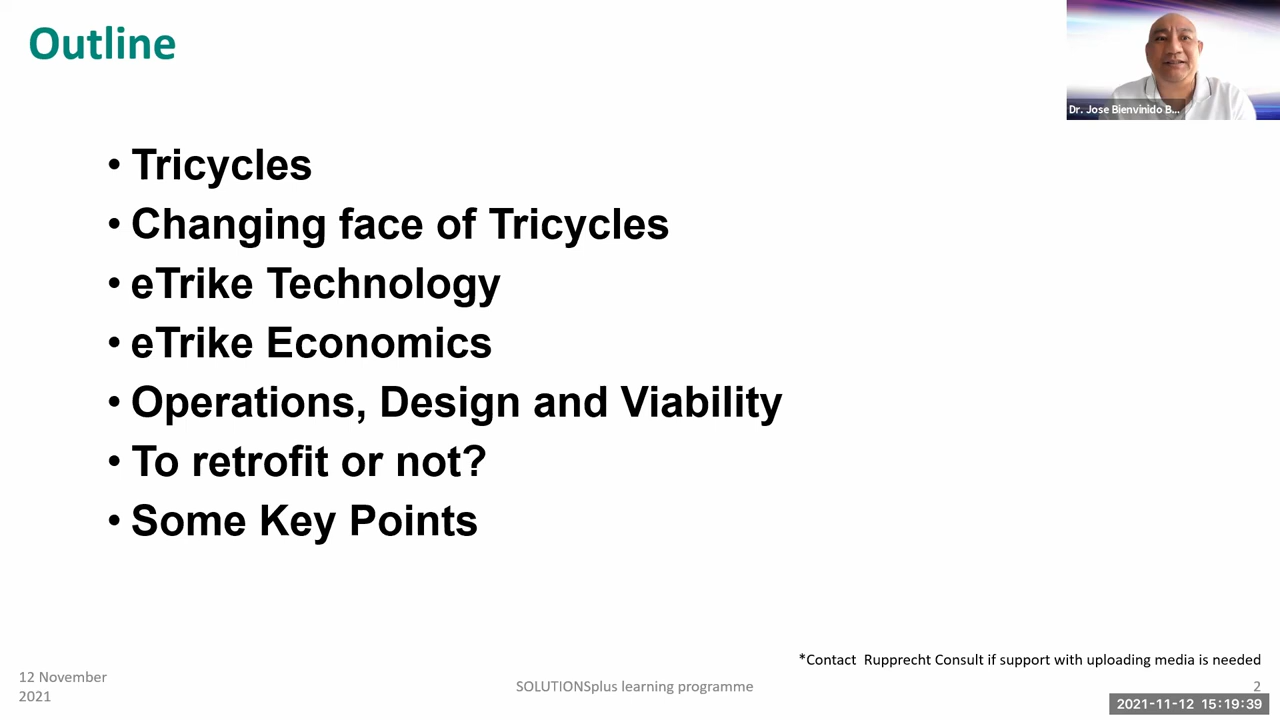 Outline
Dr. Jose Bienvinido B...
• Tricycles
• Changing face of Tricycles
• eTrike Technology
• eTrike Economics
• Operations, Design and Viability
• To retrofit or not?
• Some Key Points
*Contact Rupprecht Consult if support with uploading media is needed
12 November
2021
SOLUTIONSplus learning programme
2
2021-11-12 15:19:39